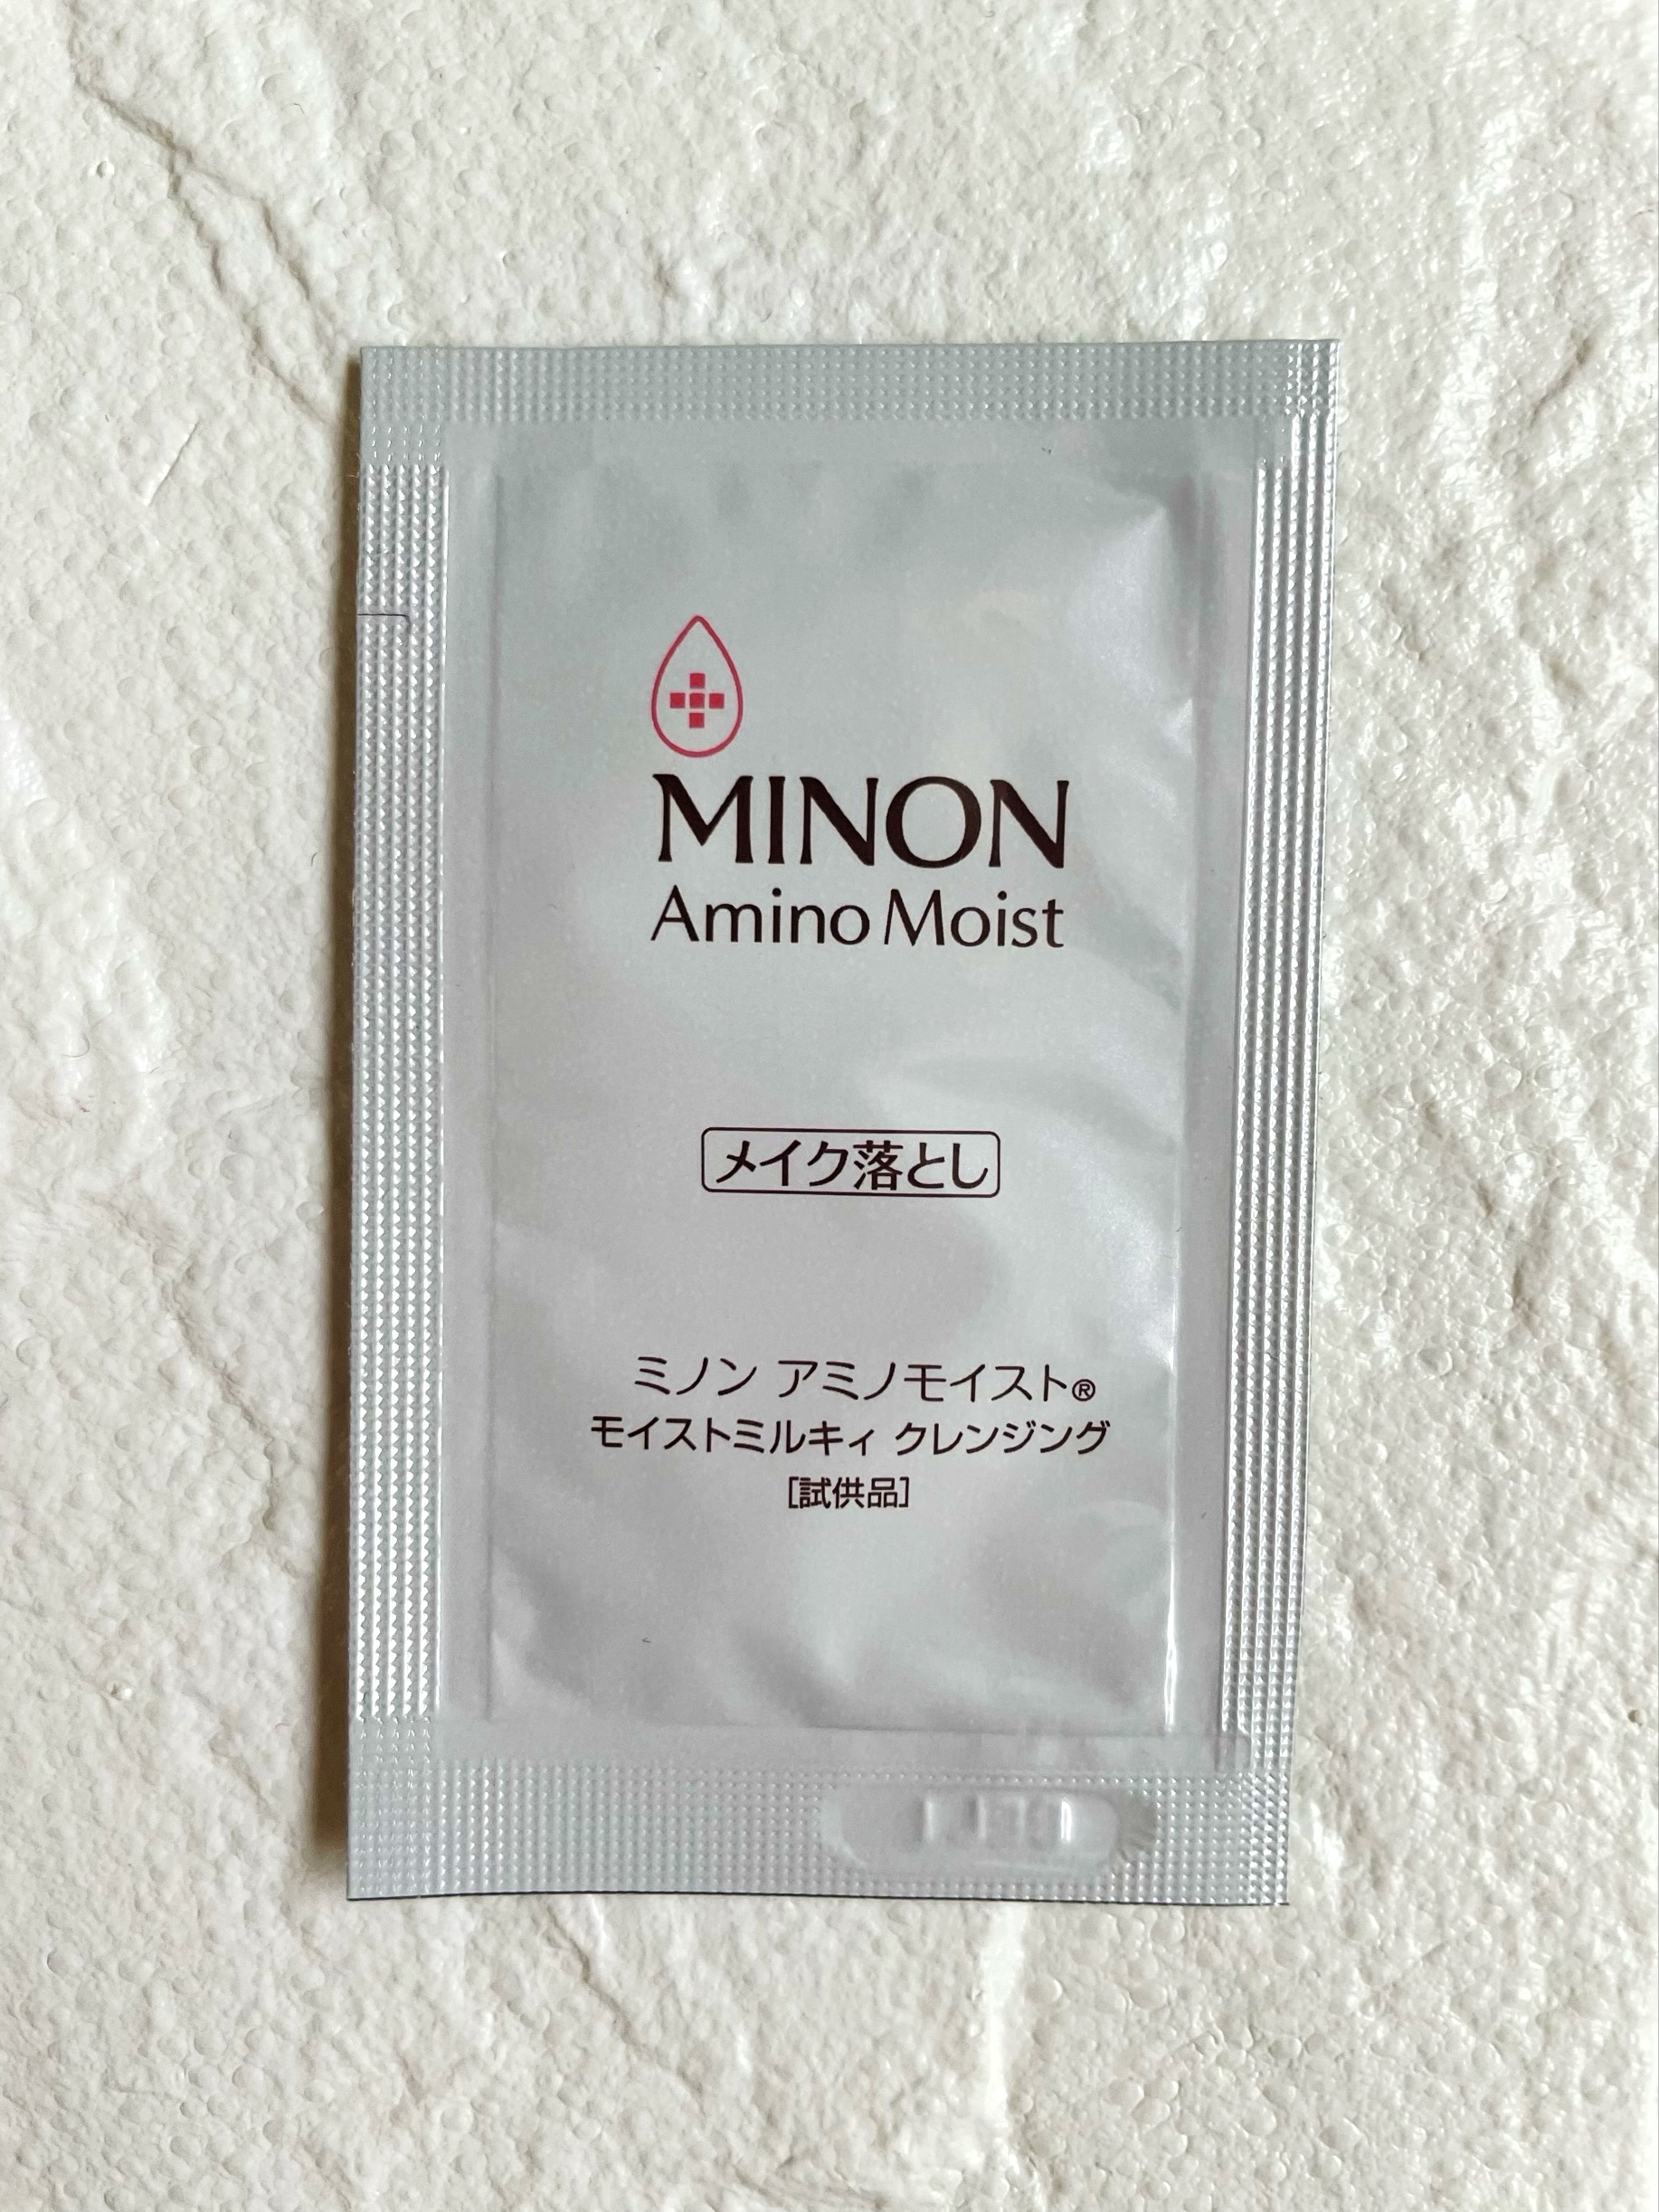 MINON
Amino Moist
メイク落とし
ミノン アミノモイスト®
モイストミルキィ クレンジング
[試供品]